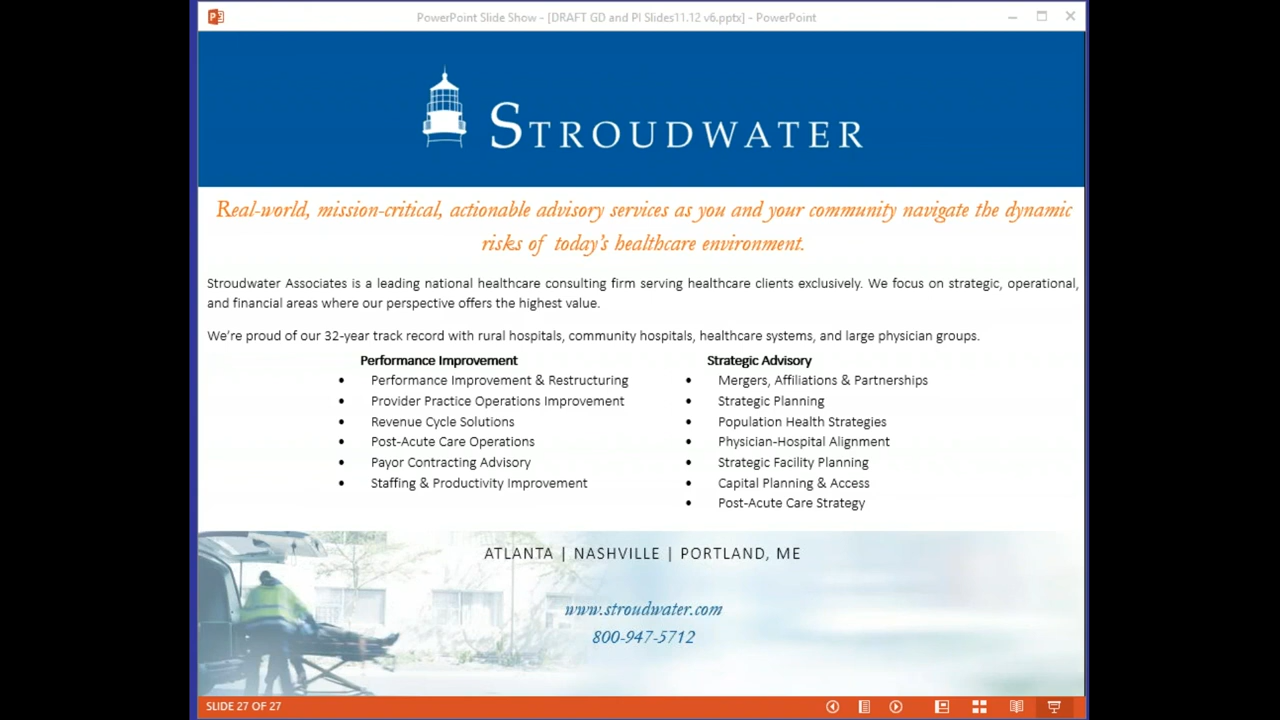 PowerPoint Slide Show - [DRAFT GD and PI Slides11.12 v6.pptx] - PowerPoint
STROUDWATER
Real-world, mission-critical, actionable advisory services as you and your community navigate the dynamic
risks of today's healthcare environment.
Stroudwater Associates is a leading national healthcare consulting firm serving healthcare clients exclusively. We focus on strategic, operational,
and financial areas where our perspective offers the highest value.
We're proud of our 32-year track record with rural hospitals, community hospitals, healthcare systems, and large physician groups.
Performance Improvement
• Performance Improvement & Restructuring
• Provider Practice Operations Improvement
• Revenue Cycle Solutions
• Post-Acute Care Operations
• Payor Contracting Advisory
• Staffing & Productivity Improvement
Strategic Advisory
• Mergers, Affiliations & Partnerships
• Strategic Planning
• Population Health Strategies
• Physician-Hospital Alignment
• Strategic Facility Planning
• Capital Planning & Access
• Post-Acute Care Strategy
ATLANTA | NASHVILLE | PORTLAND, ME
www.stroudwater.com
800-947-5712
SLIDE 27 OF 27